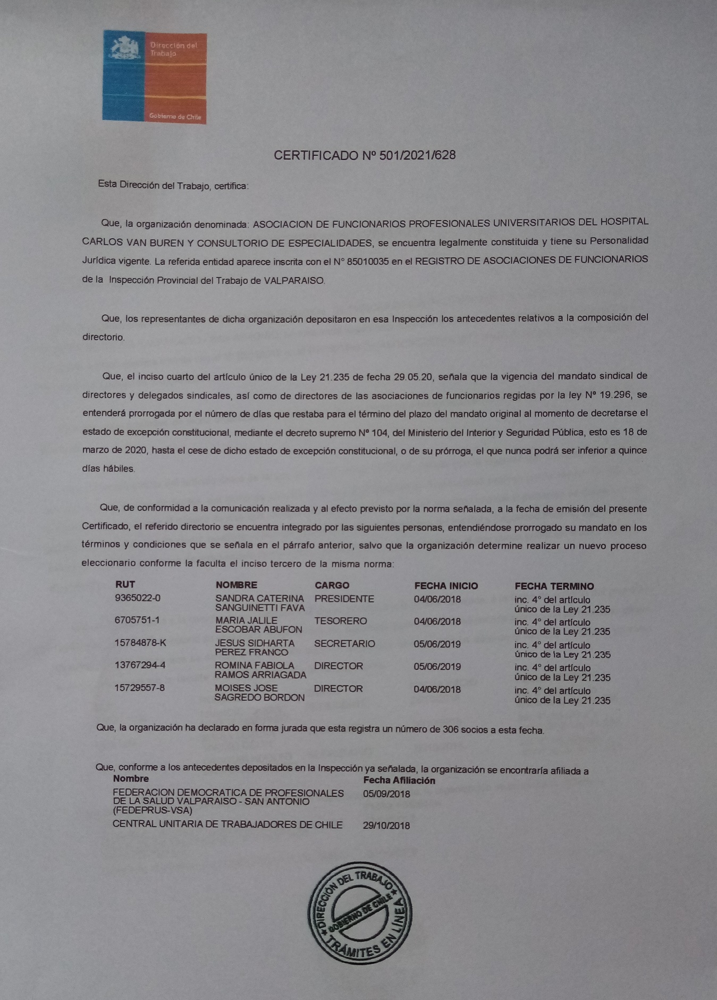 Dirección del
Trabajo
Gobierno de Chile
CERTIFICADO Nº 501/2021/628
Esta Dirección del Trabajo, certifica:
Que, la organización denominada: ASOCIACION DE FUNCIONARIOS PROFESIONALES UNIVERSITARIOS DEL HOSPITAL
CARLOS VAN BUREN Y CONSULTORIO DE ESPECIALIDADES, se encuentra legalmente constituida y tiene su Personalidad
Jurídica vigente. La referida entidad aparece inscrita con el N° 85010035 en el REGISTRO DE ASOCIACIONES DE FUNCIONARIOS
de la Inspección Provincial del Trabajo de VALPARAISO.
Que, los representantes de dicha organización depositaron en esa Inspección los antecedentes relativos a la composición del
directorio.
Que, el inciso cuarto del artículo único de la Ley 21.235 de fecha 29.05.20, señala que la vigencia del mandato sindical de
directores y delegados sindicales, así como de directores de las asociaciones de funcionarios regidas por la ley Nº 19.296, se
entenderá prorrogada por el número de días que restaba para el término del plazo del mandato original al momento de decretarse el
estado de excepción constitucional, mediante el decreto supremo Nº 104, del Ministerio del Interior y Seguridad Pública, esto es 18 de
marzo de 2020, hasta el cese de dicho estado de excepción constitucional, o de su prórroga, el que nunca podrá ser inferior a quince
días hábiles.
Que, de conformidad a la comunicación realizada y al efecto previsto por la norma señalada, a la fecha de emisión del presente
Certificado, el referido directorio se encuentra integrado por las siguientes personas, entendiéndose prorrogado su mandato en los
términos y condiciones que se señala en el párrafo anterior, salvo que la organización determine realizar un nuevo proceso
eleccionario conforme la faculta el inciso tercero de la misma norma:
RUT NOMBRE CARGO FECHA INICIO FECHA TERMINO
9365022-0 SANDRA CATERINA PRESIDENTE 04/06/2018 inc. 4º del artículo
SANGUINETTI FAVA único de la Ley 21.235
6705751-1 MARIA JALILE TESORERO 04/06/2018 inc. 4º del artículo
ESCOBAR ABUFON único de la Ley 21.235
15784878-K JESUS SIDHARTA SECRETARIO 05/06/2019 inc. 4º del artículo
PEREZ FRANCO único de la Ley 21.235
13767294-4 ROMINA FABIOLA DIRECTOR 05/06/2019 inc. 4º del artículo
RAMOS ARRIAGADA único de la Ley 21.235
15729557-8 MOISES JOSE DIRECTOR 04/06/2018 inc. 4º del artículo
SAGREDO BORDON único de la Ley 21.235
Que, la organización ha declarado en forma jurada que esta registra un número de 306 socios a esta fecha.
Que, conforme a los antecedentes depositados en la Inspección ya señalada, la organización se encontraría afiliada a
Nombre Fecha Afiliación
FEDERACION DEMOCRATICA DE PROFESIONALES 05/09/2018
DE LA SALUD VALPARAISO - SAN ANTONIO
(FEDEPRUS-VSA)
CENTRAL UNITARIA DE TRABAJADORES DE CHILE 29/10/2018
DIRECCIÓN DEL TRABAJO
GOBIERNO DE CHILE
TRÁMITES EN LÍNEA